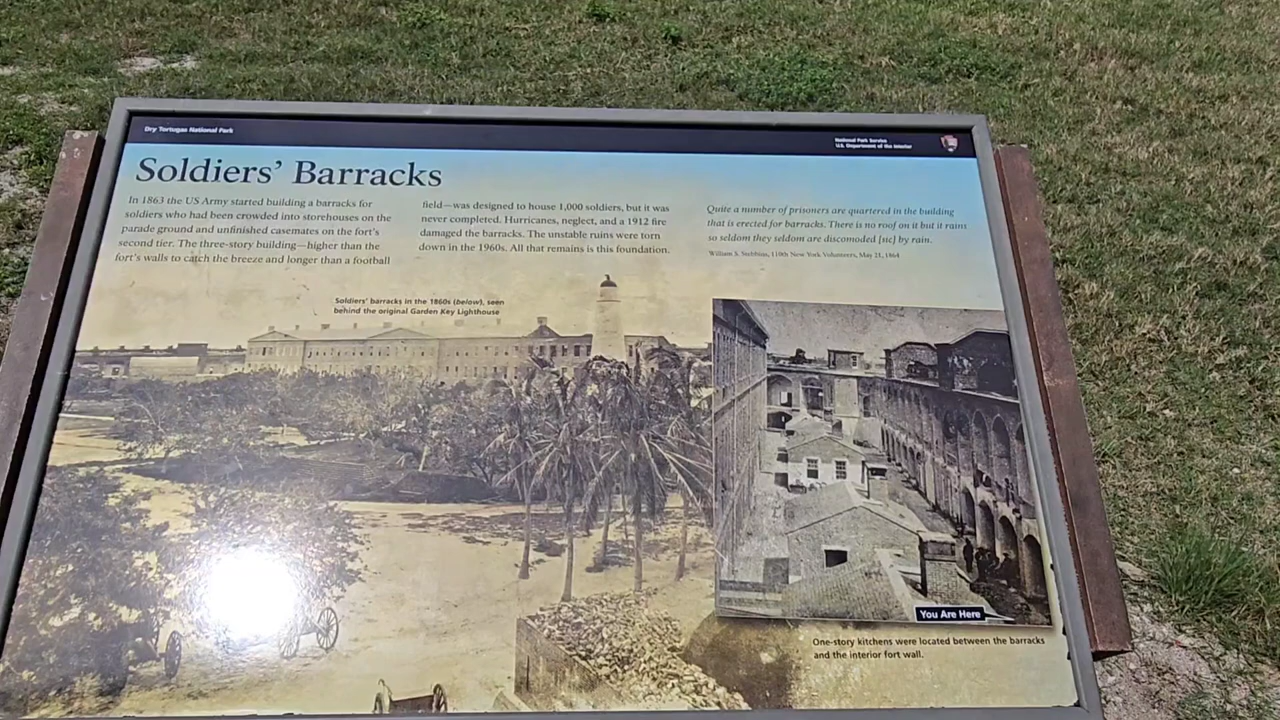 Dry Tortugas National Park
National Park Service
U.S. Department of the Interior
Soldiers' Barracks
In 1863 the US Army started building a barracks for
soldiers who had been crowded into storehouses on the
parade ground and unfinished casemates on the fort's
second tier. The three-story building—higher than the
fort's walls to catch the breeze and longer than a football
field—was designed to house 1,000 soldiers, but it was
never completed. Hurricanes, neglect, and a 1912 fire
damaged the barracks. The unstable ruins were torn
down in the 1960s. All that remains is this foundation.
Quite a number of prisoners are quartered in the building
that is erected for barracks. There is no roof on it but it rains
so seldom they seldom are discomoded [sic] by rain.
William S. Stebbins, 110th New York Volunteers, May 21, 1864
Soldiers' barracks in the 1860s (below), seen
behind the original Garden Key Lighthouse
You Are Here
One-story kitchens were located between the barracks
and the interior fort wall.